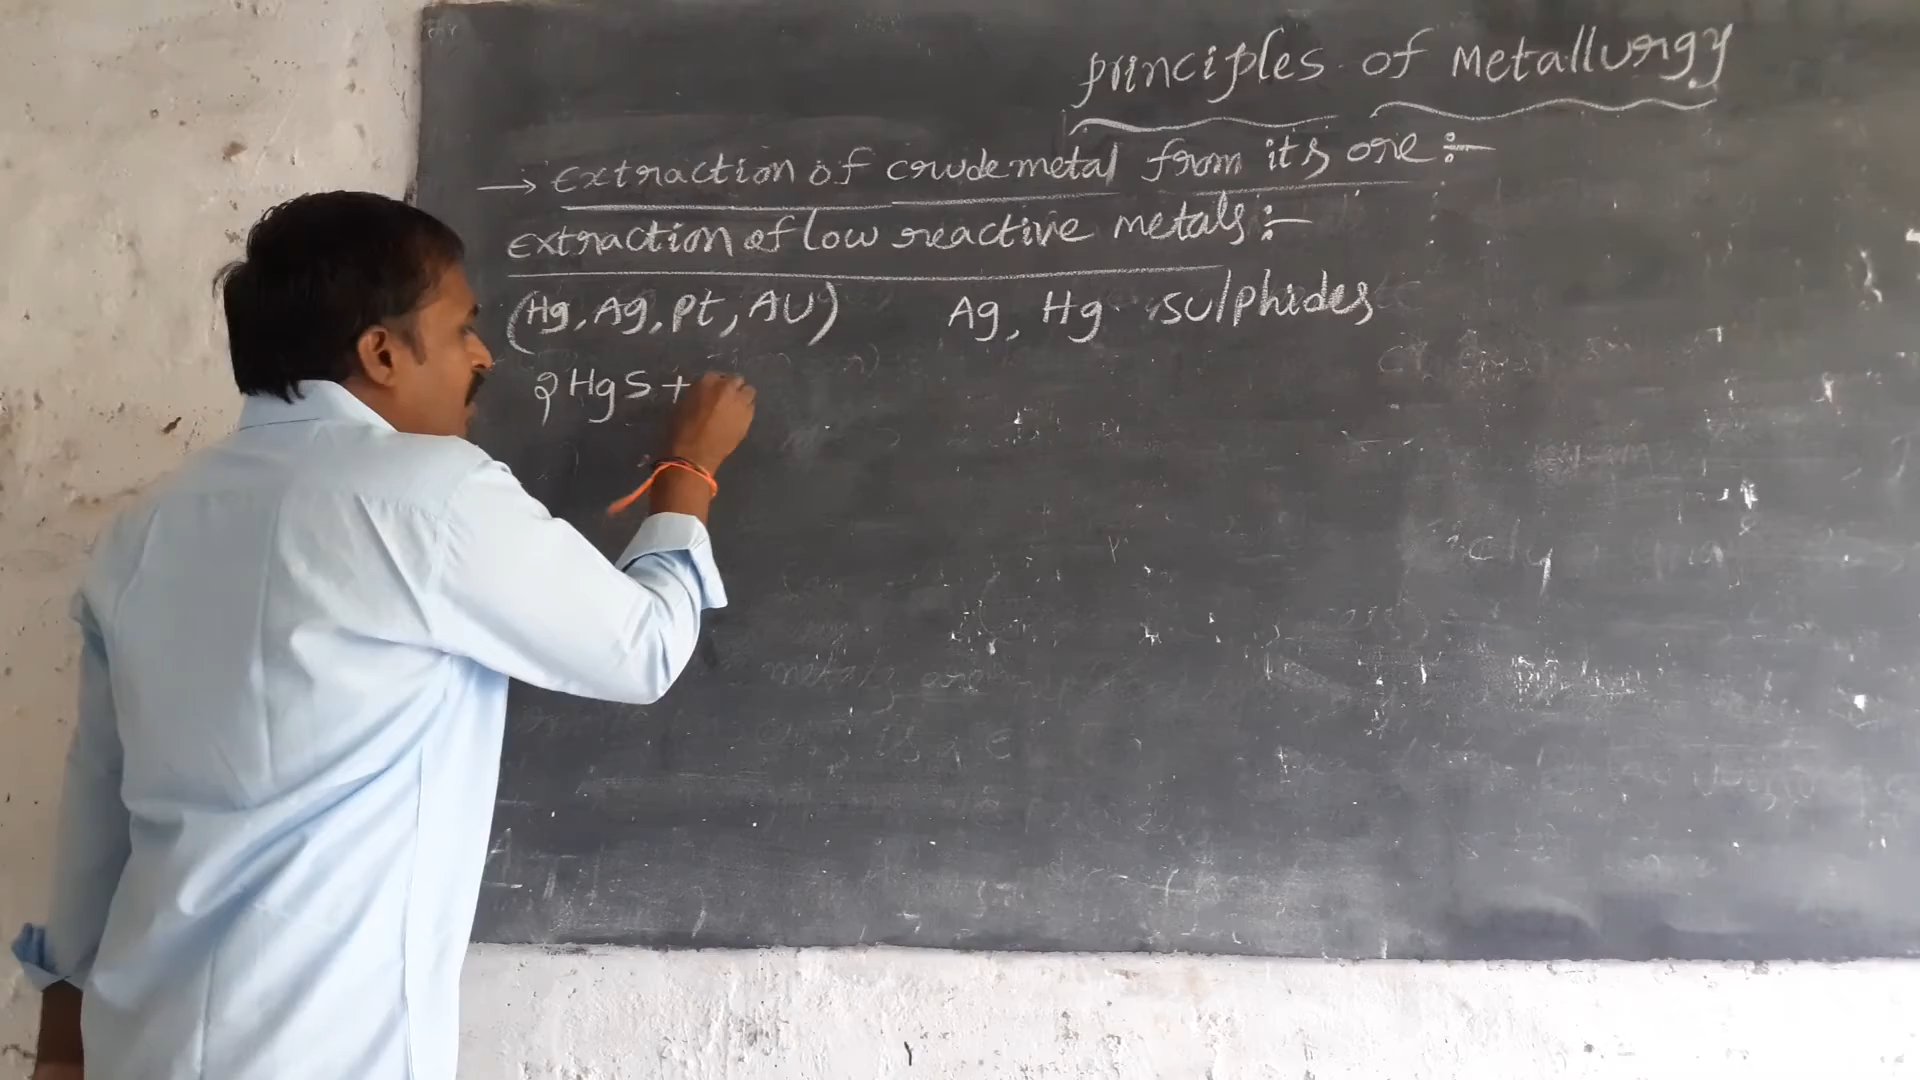 principles of Metallurgy
→ extraction of crude metal from its ore :-
extraction of low reactive metals :-
(Hg, Ag, Pt, AU) Ag, Hg sulphides
2HgS +